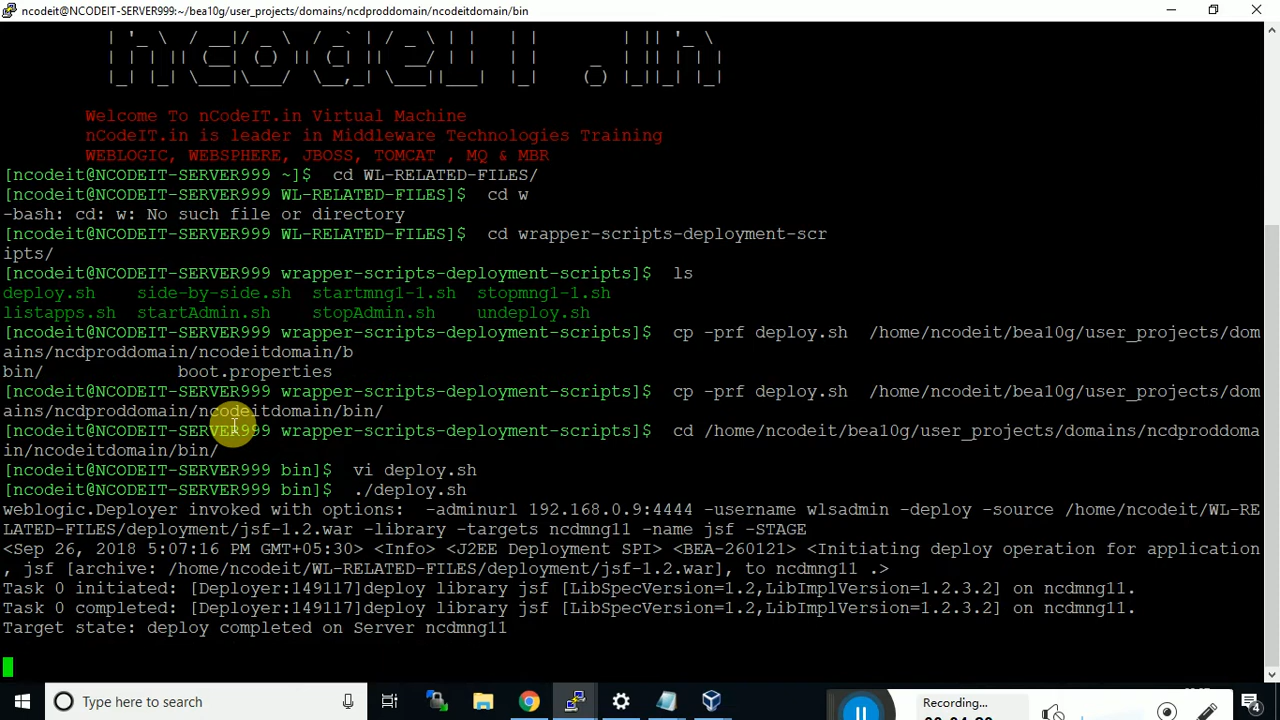 ncodeit@NCODEIT-SERVER999:~/bea10g/user_projects/domains/ncdproddomain/ncodeitdomain/bin
Welcome To nCodeIT.in Virtual Machine
nCodeIT.in is leader in Middleware Technologies Training
WEBLOGIC, WEBSPHERE, JBOSS, TOMCAT , MQ & MBR
[ncodeit@NCODEIT-SERVER999 ~]$ cd WL-RELATED-FILES/
[ncodeit@NCODEIT-SERVER999 WL-RELATED-FILES]$ cd w
-bash: cd: w: No such file or directory
[ncodeit@NCODEIT-SERVER999 WL-RELATED-FILES]$ cd wrapper-scripts-deployment-scr
ipts/
[ncodeit@NCODEIT-SERVER999 wrapper-scripts-deployment-scripts]$ ls
deploy.sh side-by-side.sh startmng1-1.sh stopmng1-1.sh
listapps.sh startAdmin.sh stopAdmin.sh undeploy.sh
[ncodeit@NCODEIT-SERVER999 wrapper-scripts-deployment-scripts]$ cp -prf deploy.sh /home/ncodeit/bea10g/user_projects/dom
ains/ncdproddomain/ncodeitdomain/b
bin/ boot.properties
[ncodeit@NCODEIT-SERVER999 wrapper-scripts-deployment-scripts]$ cp -prf deploy.sh /home/ncodeit/bea10g/user_projects/dom
ains/ncdproddomain/ncodeitdomain/bin/
[ncodeit@NCODEIT-SERVER999 wrapper-scripts-deployment-scripts]$ cd /home/ncodeit/bea10g/user_projects/domains/ncdproddoma
in/ncodeitdomain/bin/
[ncodeit@NCODEIT-SERVER999 bin]$ vi deploy.sh
[ncodeit@NCODEIT-SERVER999 bin]$ ./deploy.sh
weblogic.Deployer invoked with options: -adminurl 192.168.0.9:4444 -username wlsadmin -deploy -source /home/ncodeit/WL-RE
LATED-FILES/deployment/jsf-1.2.war -library -targets ncdmng11 -name jsf -STAGE
<Sep 26, 2018 5:07:16 PM GMT+05:30> <Info> <J2EE Deployment SPI> <BEA-260121> <Initiating deploy operation for application
, jsf [archive: /home/ncodeit/WL-RELATED-FILES/deployment/jsf-1.2.war], to ncdmng11 .>
Task 0 initiated: [Deployer:149117]deploy library jsf [LibSpecVersion=1.2,LibImplVersion=1.2.3.2] on ncdmng11.
Task 0 completed: [Deployer:149117]deploy library jsf [LibSpecVersion=1.2,LibImplVersion=1.2.3.2] on ncdmng11.
Target state: deploy completed on Server ncdmng11
Type here to search
Recording...
4